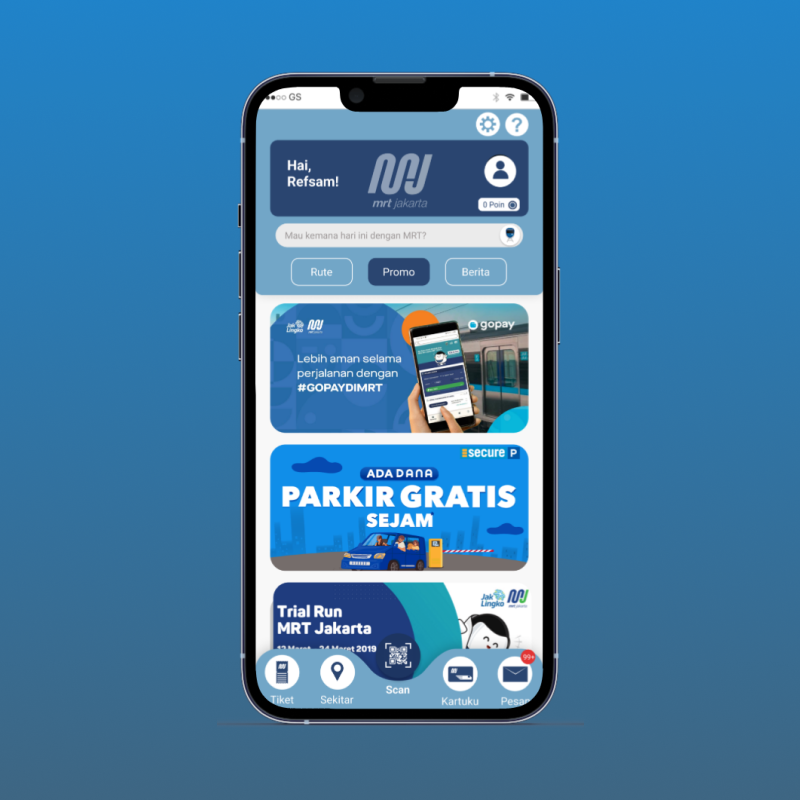 GS
Hai,
Refsam!
mrt jakarta
0 Poin
Mau kemana hari ini dengan MRT?
Rute
Promo
Berita
Jak
Lingko
gopay
Lebih aman selama
perjalanan dengan
#GOPAYDIMRT
secure P
ADA DANA
PARKIR GRATIS
SEJAM
Trial Run
MRT Jakarta
Jak
Lingko
mrt jakarta
12 Maret - 24 Maret 2019
99+
Tiket
Sekitar
Scan
Kartuku
Pesan